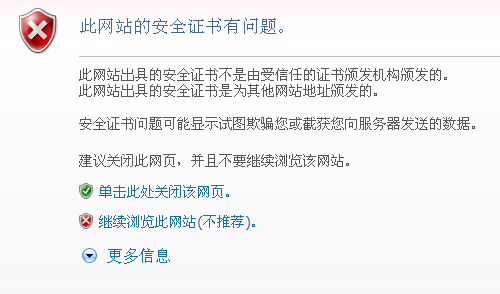 此网站的安全证书有问题。
此网站出具的安全证书不是由受信任的证书颁发机构颁发的。
此网站出具的安全证书是为其他网站地址颁发的。
安全证书问题可能显示试图欺骗您或截获您向服务器发送的数据。
建议关闭此网页，并且不要继续浏览该网站。
单击此处关闭该网页。
继续浏览此网站(不推荐)。
更多信息